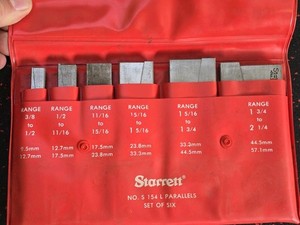 RANGE RANGE RANGE RANGE RANGE RANGE
3/8 1/2 11/16 15/16 1 5/16 1 3/4
to to to to to to
1/2 11/16 15/16 1 5/16 1 3/4 2 1/4
9.5mm 12.7mm 17.5mm 23.8mm 33.3mm 44.5mm
12.7mm 17.5mm 23.8mm 33.3mm 44.5mm 57.1mm
Starrett
NO. S 154 L PARALLELS
SET OF SIX